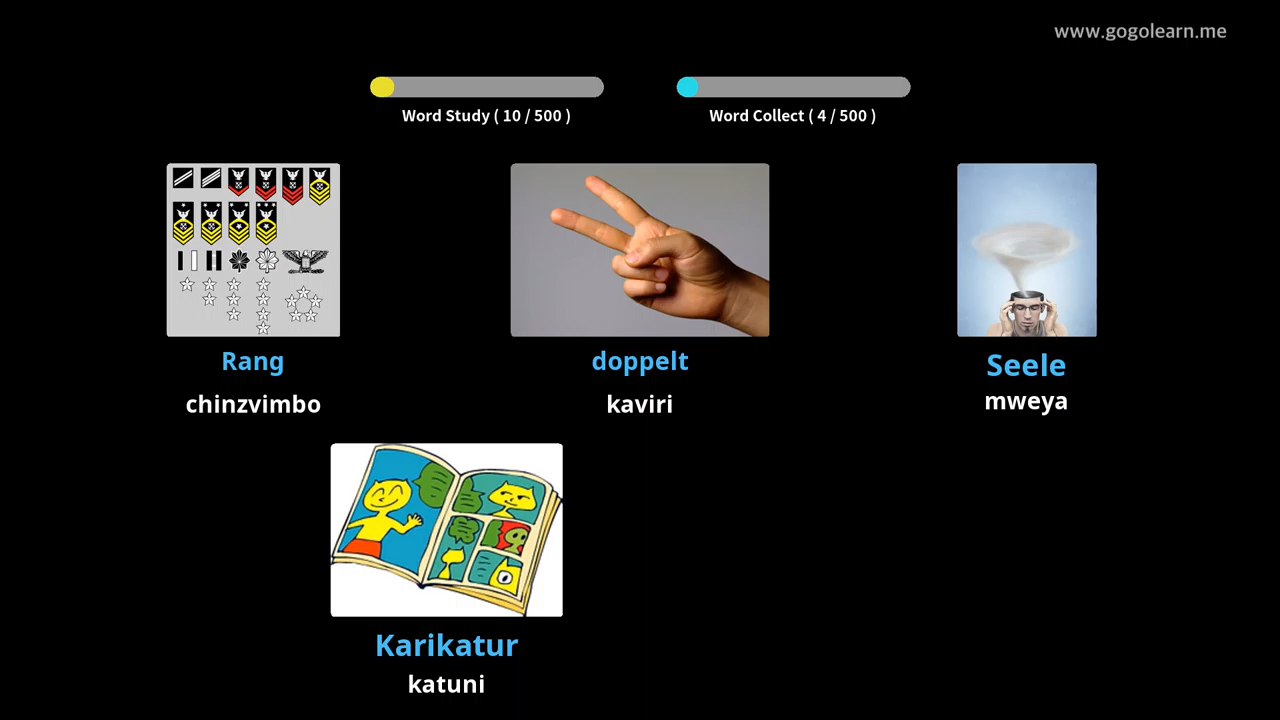 www.gogolearn.me
Word Study ( 10 / 500 )
Word Collect ( 4 / 500 )
Rang
chinzvimbo
doppelt
kaviri
Seele
mweya
Karikatur
katuni